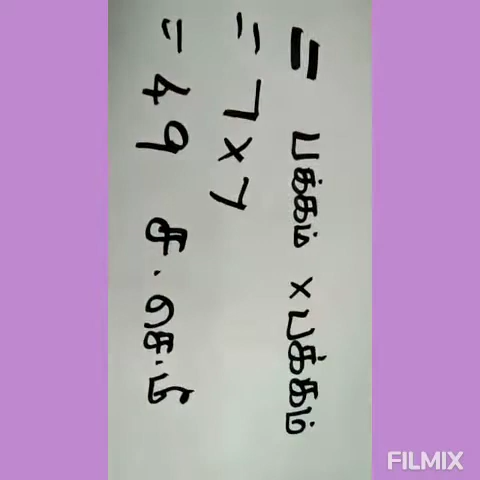 = பக்கம் x பக்கம்
= 7 x 7
= 49 ச.செ.மீ
FILMIX